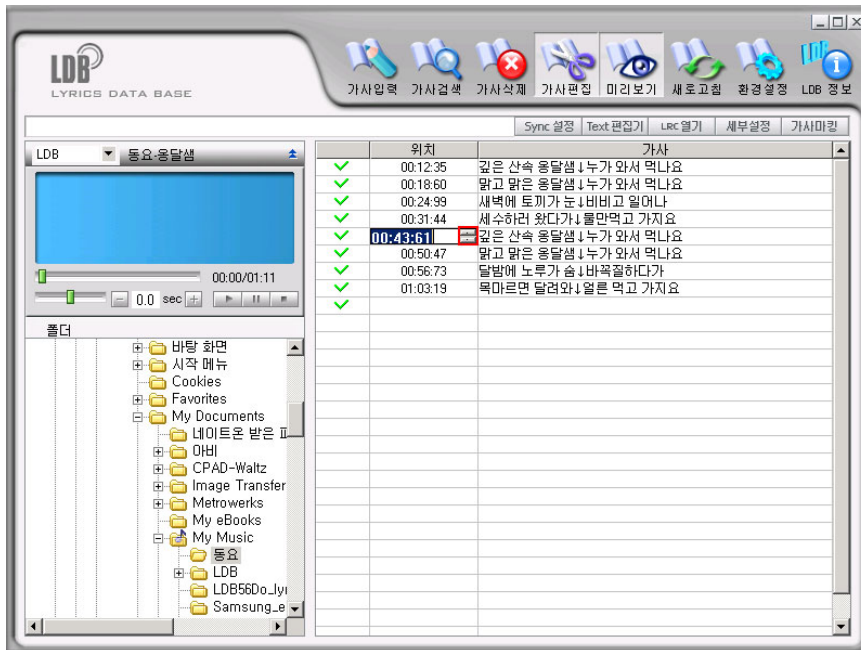 LDB
LYRICS DATA BASE
가사입력 가사검색 가사삭제 가사편집 미리보기 새로고침 환경설정 LDB 정보
Sync 설정 Text 편집기 LRC 열기 세부설정 가사마킹
LDB 동요-옹달샘
00:00/01:11
0.0 sec
폴더
바탕 화면
시작 메뉴
Cookies
Favorites
My Documents
네이트온 받은 파
아비
CPAD-Waltz
Image Transfer
Metrowerks
My eBooks
My Music
동요
LDB
LDB56Do_lyr
Samsung_e
위치 가사
00:12:35 깊은 산속 옹달샘↓누가 와서 먹나요
00:18:60 맑고 맑은 옹달샘↓누가 와서 먹나요
00:24:99 새벽에 토끼가 눈↓비비고 일어나
00:31:44 세수하러 왔다가↓물만먹고 가지요
00:43:61 깊은 산속 옹달샘↓누가 와서 먹나요
00:50:47 맑고 맑은 옹달샘↓누가 와서 먹나요
00:56:73 달밤에 노루가 숨↓바꼭질하다가
01:03:19 목마르면 달려와↓얼른 먹고 가지요